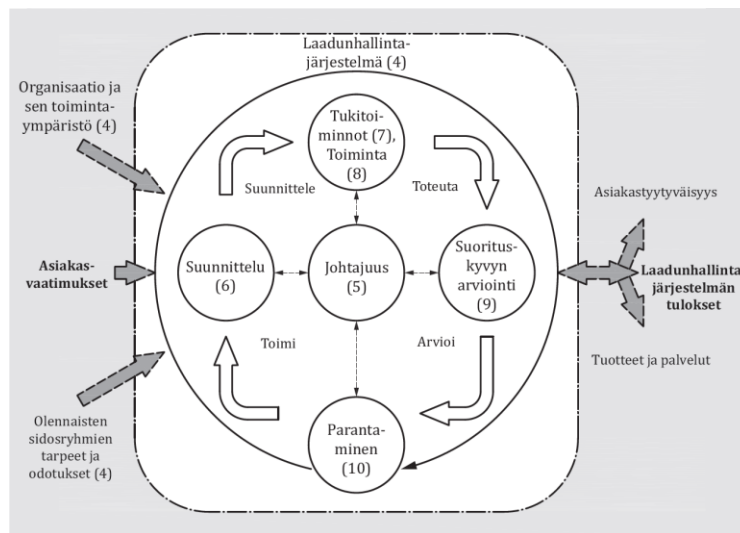 Laadunhallinta-
järjestelmä (4)
Organisaatio ja
sen toiminta-
ympäristö (4)
Tukitoi-
minnot (7),
Toiminta
(8)
Suunnittele
Toteuta
Asiakastyytyväisyys
Asiakas-
vaatimukset
Suunnittelu
(6)
Johtajuus
(5)
Suoritus-
kyvyn
arviointi
(9)
Laadunhallinta
järjestelmän
tulokset
Toimi
Arvioi
Tuotteet ja palvelut
Olennaisten
sidosryhmien
tarpeet ja
odotukset (4)
Paranta-
minen
(10)